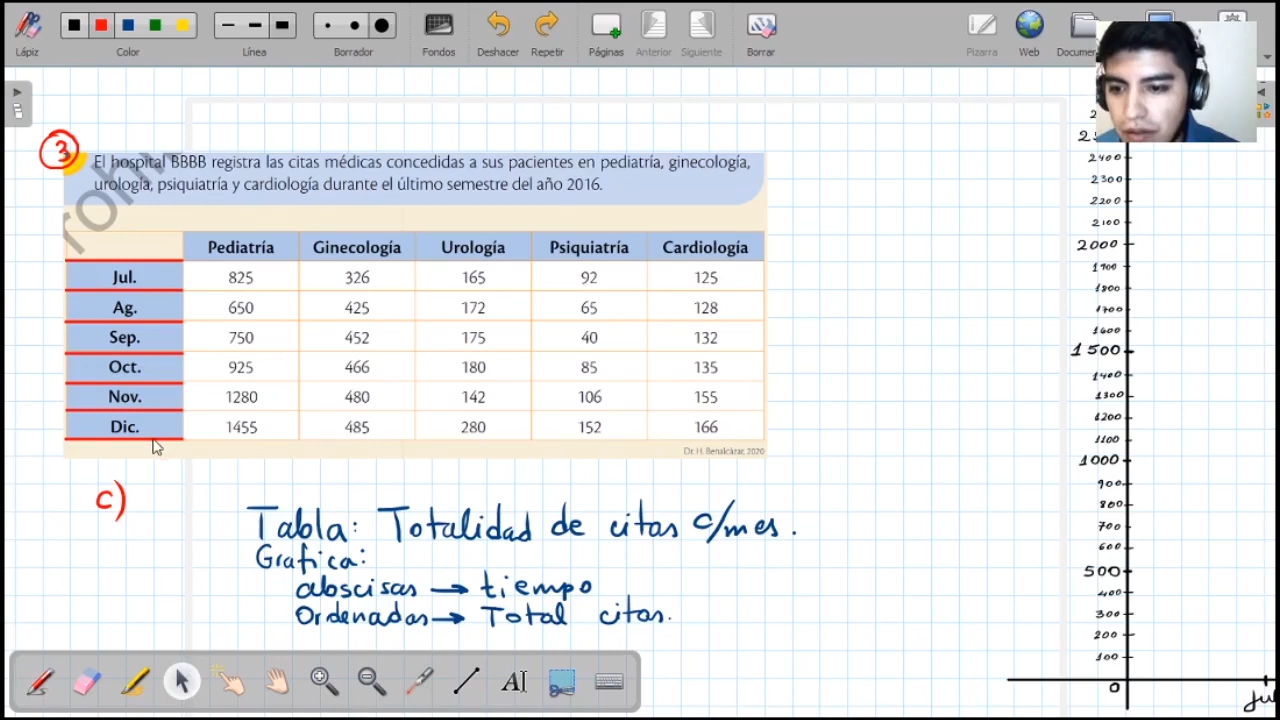 Lápiz Color Línea Borrador Fondos Deshacer Repetir Páginas Anterior Siguiente Borrar Pizarra Web
3
El hospital BBBB registra las citas médicas concedidas a sus pacientes en pediatría, ginecología,
urología, psiquiatría y cardiología durante el último semestre del año 2016.
Pediatría Ginecología Urología Psiquiatría Cardiología
Jul. 825 326 165 92 125
Ag. 650 425 172 65 128
Sep. 750 452 175 40 132
Oct. 925 466 180 85 135
Nov. 1280 480 142 106 155
Dic. 1455 485 280 152 166
Dr. H. Benalcázar, 2020
c)
Tabla: Totalidad de citas c/mes.
Grafica:
abscisas → tiempo
Ordenadas → Total citas.
2400
2300
2200
2100
2000
1900
1800
1700
1600
1500
1400
1300
1200
1100
1000
900
800
700
600
500
400
300
200
100
0
AI